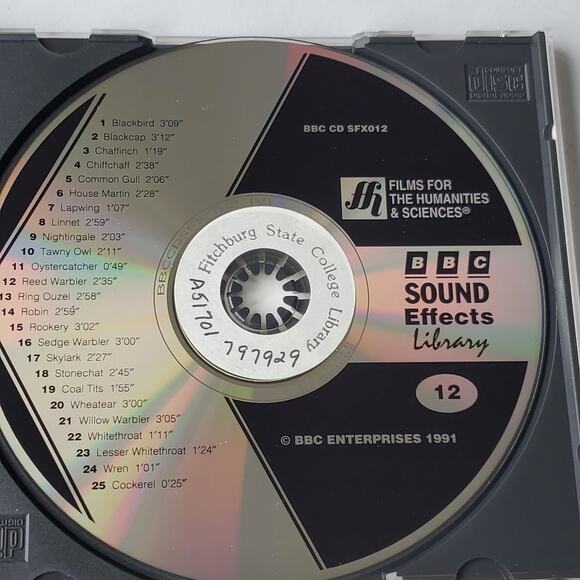 COMPACT
disc
DIGITAL AUDIO
BBC CD SFX012
1 Blackbird 3'09"
2 Blackcap 3'12"
3 Chaffinch 1'19"
4 Chiffchaff 2'38"
5 Common Gull 2'06"
6 House Martin 2'28"
7 Lapwing 1'07"
8 Linnet 2'59"
9 Nightingale 2'03"
10 Tawny Owl 2'11"
11 Oystercatcher 0'49"
12 Reed Warbler 2'35"
13 Ring Ouzel 2'58"
14 Robin 2'59"
15 Rookery 3'02"
16 Sedge Warbler 3'00"
17 Skylark 2'27"
18 Stonechat 2'45"
19 Coal Tits 1'55"
20 Wheatear 3'00"
21 Willow Warbler 3'05"
22 Whitethroat 1'11"
23 Lesser Whitethroat 1'24"
24 Wren 1'01"
25 Cockerel 0'25"
Fitchburg State College Library
A51701 797929
ffh FILMS FOR
THE HUMANITIES
& SCIENCES®
BBC
SOUND
Effects
Library
12
© BBC ENTERPRISES 1991